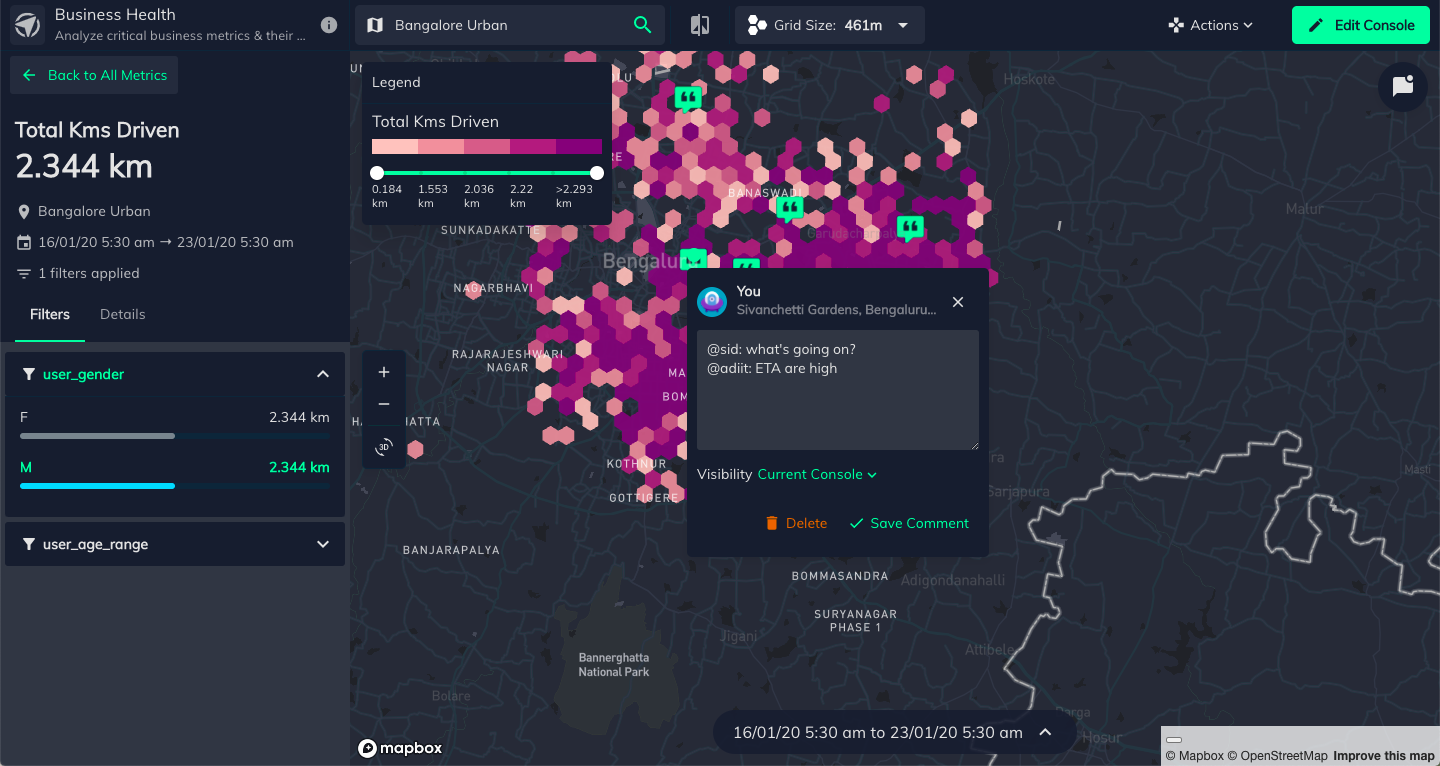 Business Health
Analyze critical business metrics & their ...
Bangalore Urban
Grid Size: 461m
Actions
Edit Console
Back to All Metrics
Total Kms Driven
2.344 km
Bangalore Urban
16/01/20 5:30 am → 23/01/20 5:30 am
1 filters applied
Filters
Details
user_gender
F 2.344 km
M 2.344 km
user_age_range
Legend
Total Kms Driven
0.184 km
1.553 km
2.036 km
2.22 km
>2.293 km
Hoskote
BANASWADI
Malur
SUNKADAKATTE
Bengaluru
NAGARBHAVI
RAJARAJESHWARI
NAGAR
3D
KOTHNUR
GOTTIGERE
BANJARAPALYA
You
Sivanchetti Gardens, Bengaluru...
@sid: what's going on?
@adiit: ETA are high
Visibility Current Console
Delete
Save Comment
Masti
Sarjapura
BOMMASANDRA
Adigondanahalli
SURYANAGAR
PHASE 1
Jigani
Attibele
Bannerghatta
National Park
Bolare
Hosur
16/01/20 5:30 am to 23/01/20 5:30 am
mapbox
© Mapbox © OpenStreetMap Improve this map